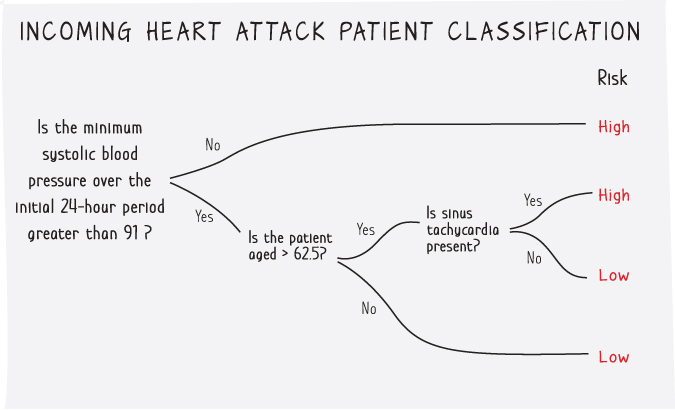 INCOMING HEART ATTACK PATIENT CLASSIFICATION
Risk
Is the minimum
systolic blood
pressure over the
initial 24-hour period
greater than 91 ?
No
High
Yes
Is the patient
aged > 62.5?
Yes
Is sinus
tachycardia
present?
Yes
High
No
Low
No
Low